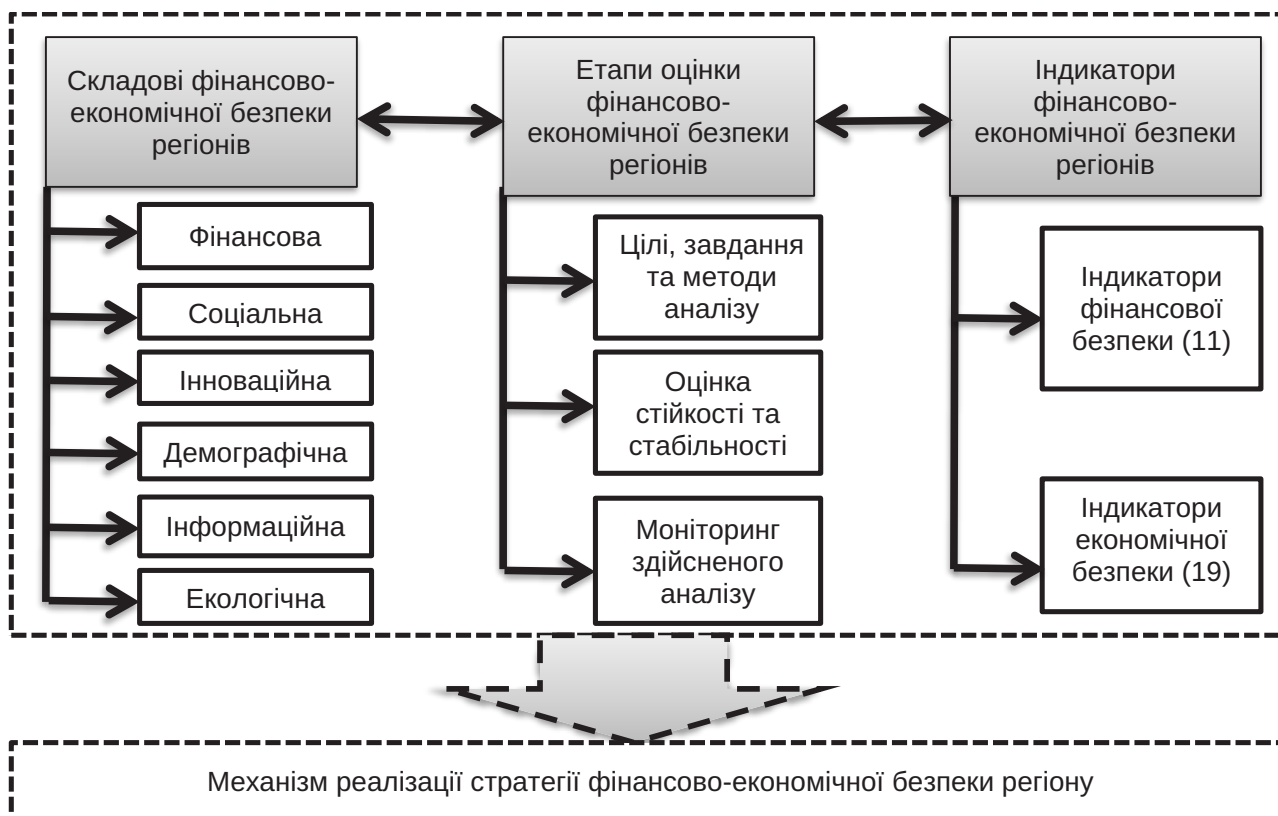 Складові фінансово-
економічної безпеки
регіонів
Фінансова
Соціальна
Інноваційна
Демографічна
Інформаційна
Екологічна
Етапи оцінки
фінансово-
економічної безпеки
регіонів
Цілі, завдання
та методи
аналізу
Оцінка
стійкості та
стабільності
Моніторинг
здійсненого
аналізу
Індикатори
фінансово-
економічної безпеки
регіонів
Індикатори
фінансової
безпеки (11)
Індикатори
економічної
безпеки (19)
Механізм реалізації стратегії фінансово-економічної безпеки регіону